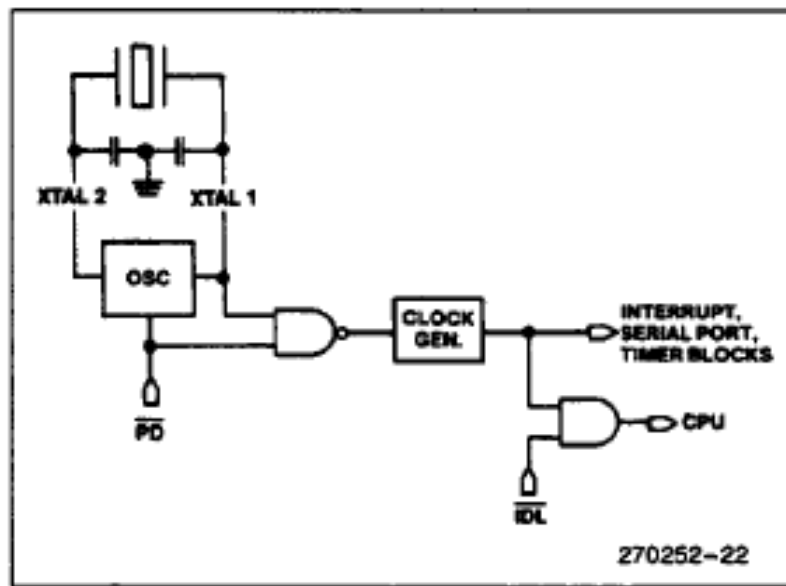 XTAL 2
XTAL 1
OSC
CLOCK
GEN.
INTERRUPT,
SERIAL PORT,
TIMER BLOCKS
PD
CPU
IDL
270252-22